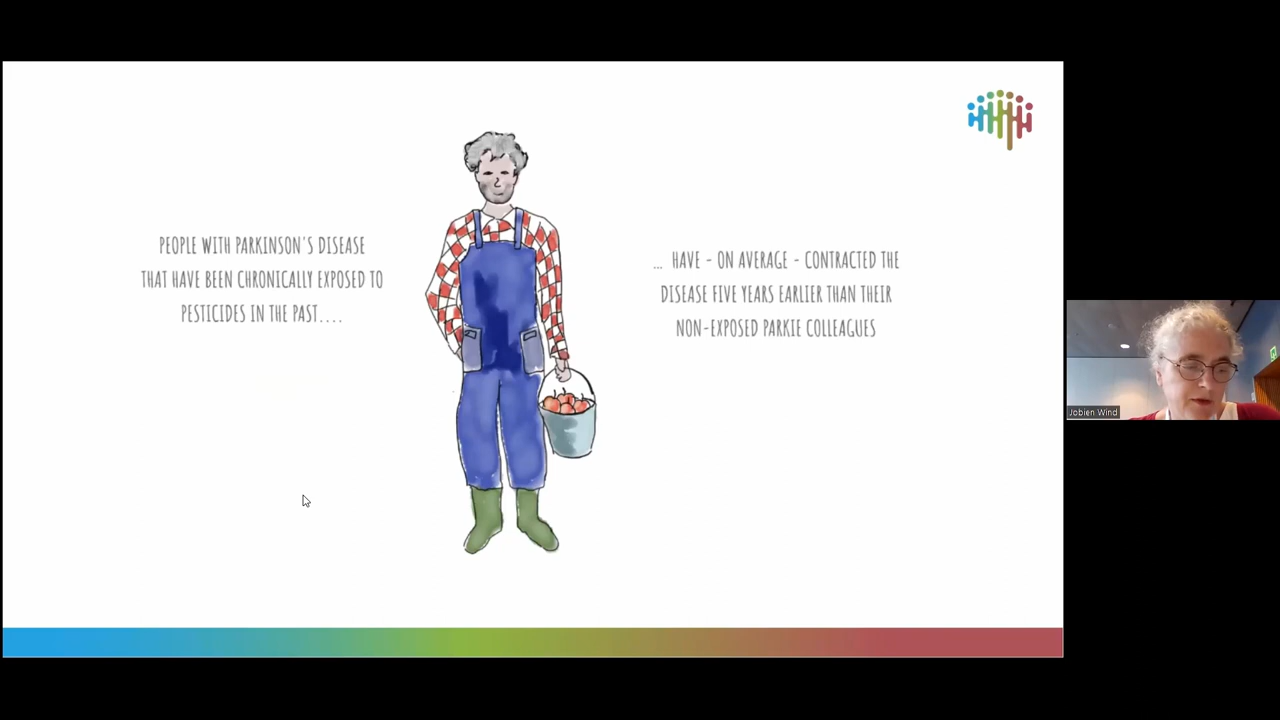 PEOPLE WITH PARKINSON'S DISEASE
THAT HAVE BEEN CHRONICALLY EXPOSED TO
PESTICIDES IN THE PAST....
... HAVE - ON AVERAGE - CONTRACTED THE
DISEASE FIVE YEARS EARLIER THAN THEIR
NON-EXPOSED PARKIE COLLEAGUES
Jobien Wind